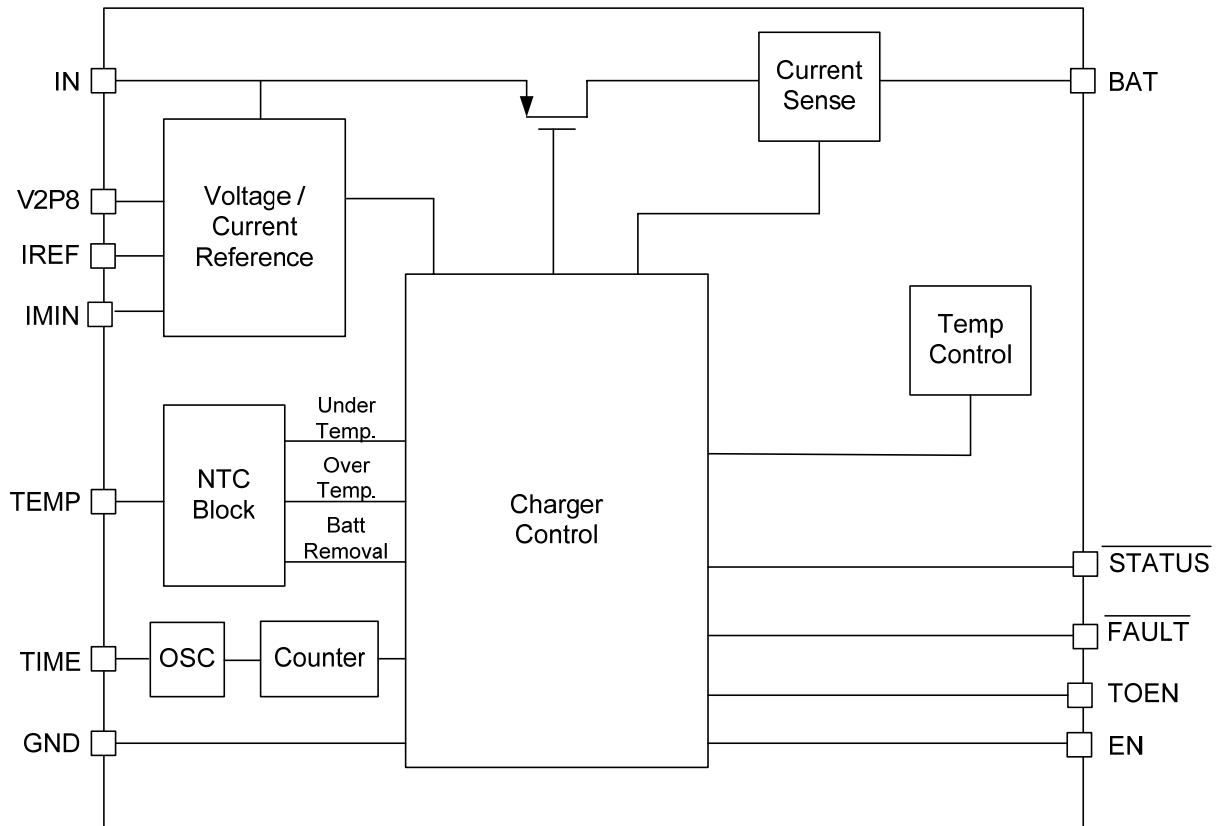 IN
Current
Sense
BAT
V2P8
Voltage /
Current
Reference
IREF
IMIN
Temp
Control
Under
Temp.
NTC
Block
Over
Temp.
TEMP
Batt
Removal
Charger
Control
STATUS
FAULT
TIME
OSC
Counter
TOEN
GND
EN